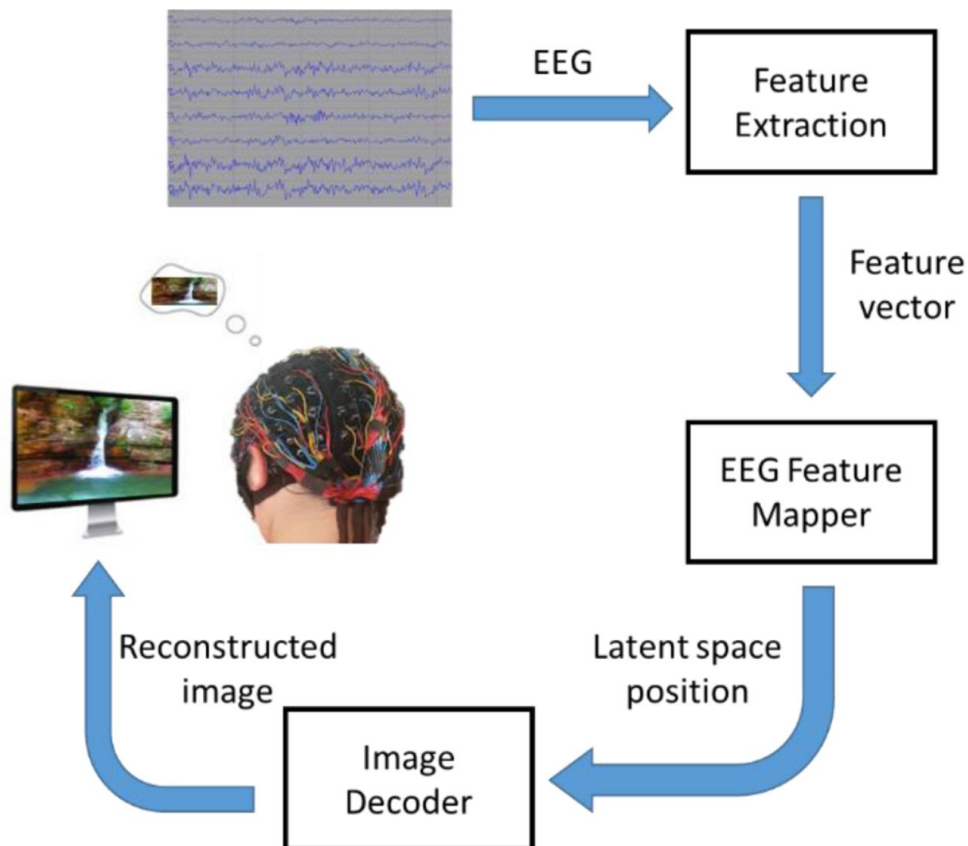 EEG
Feature
Extraction
Feature
vector
EEG Feature
Mapper
Latent space
position
Image
Decoder
Reconstructed
image